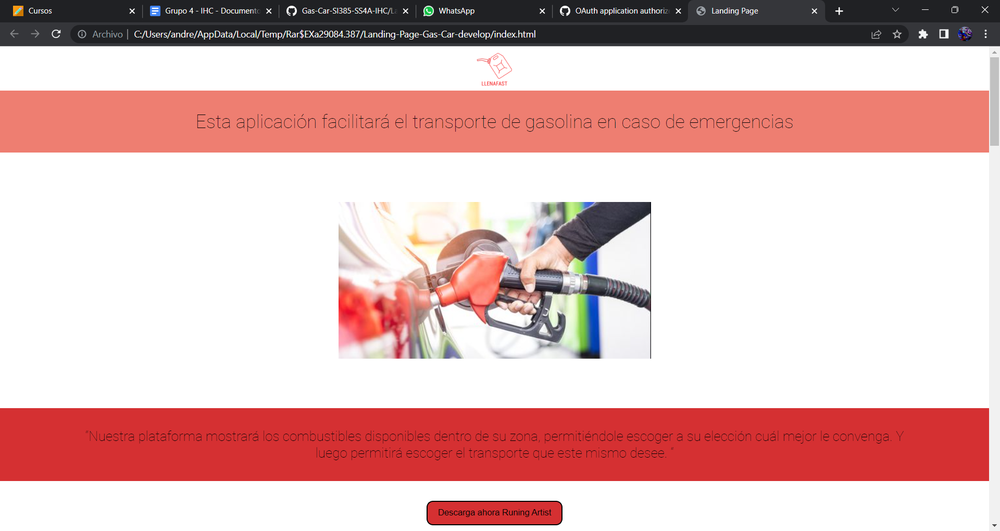 Cursos
Grupo 4 - IHC - Documento
Gas-Car-SI385-SS4A-IHC/La
WhatsApp
OAuth application authorize
Landing Page
Archivo
C:/Users/andre/AppData/Local/Temp/Rar$EXa29084.387/Landing-Page-Gas-Car-develop/index.html
LLENAFAST
Esta aplicación facilitará el transporte de gasolina en caso de emergencias
"Nuestra plataforma mostrará los combustibles disponibles dentro de su zona, permitiéndole escoger a su elección cuál mejor le convenga. Y
luego permitirá escoger el transporte que este mismo desee. "
Descarga ahora Runing Artist